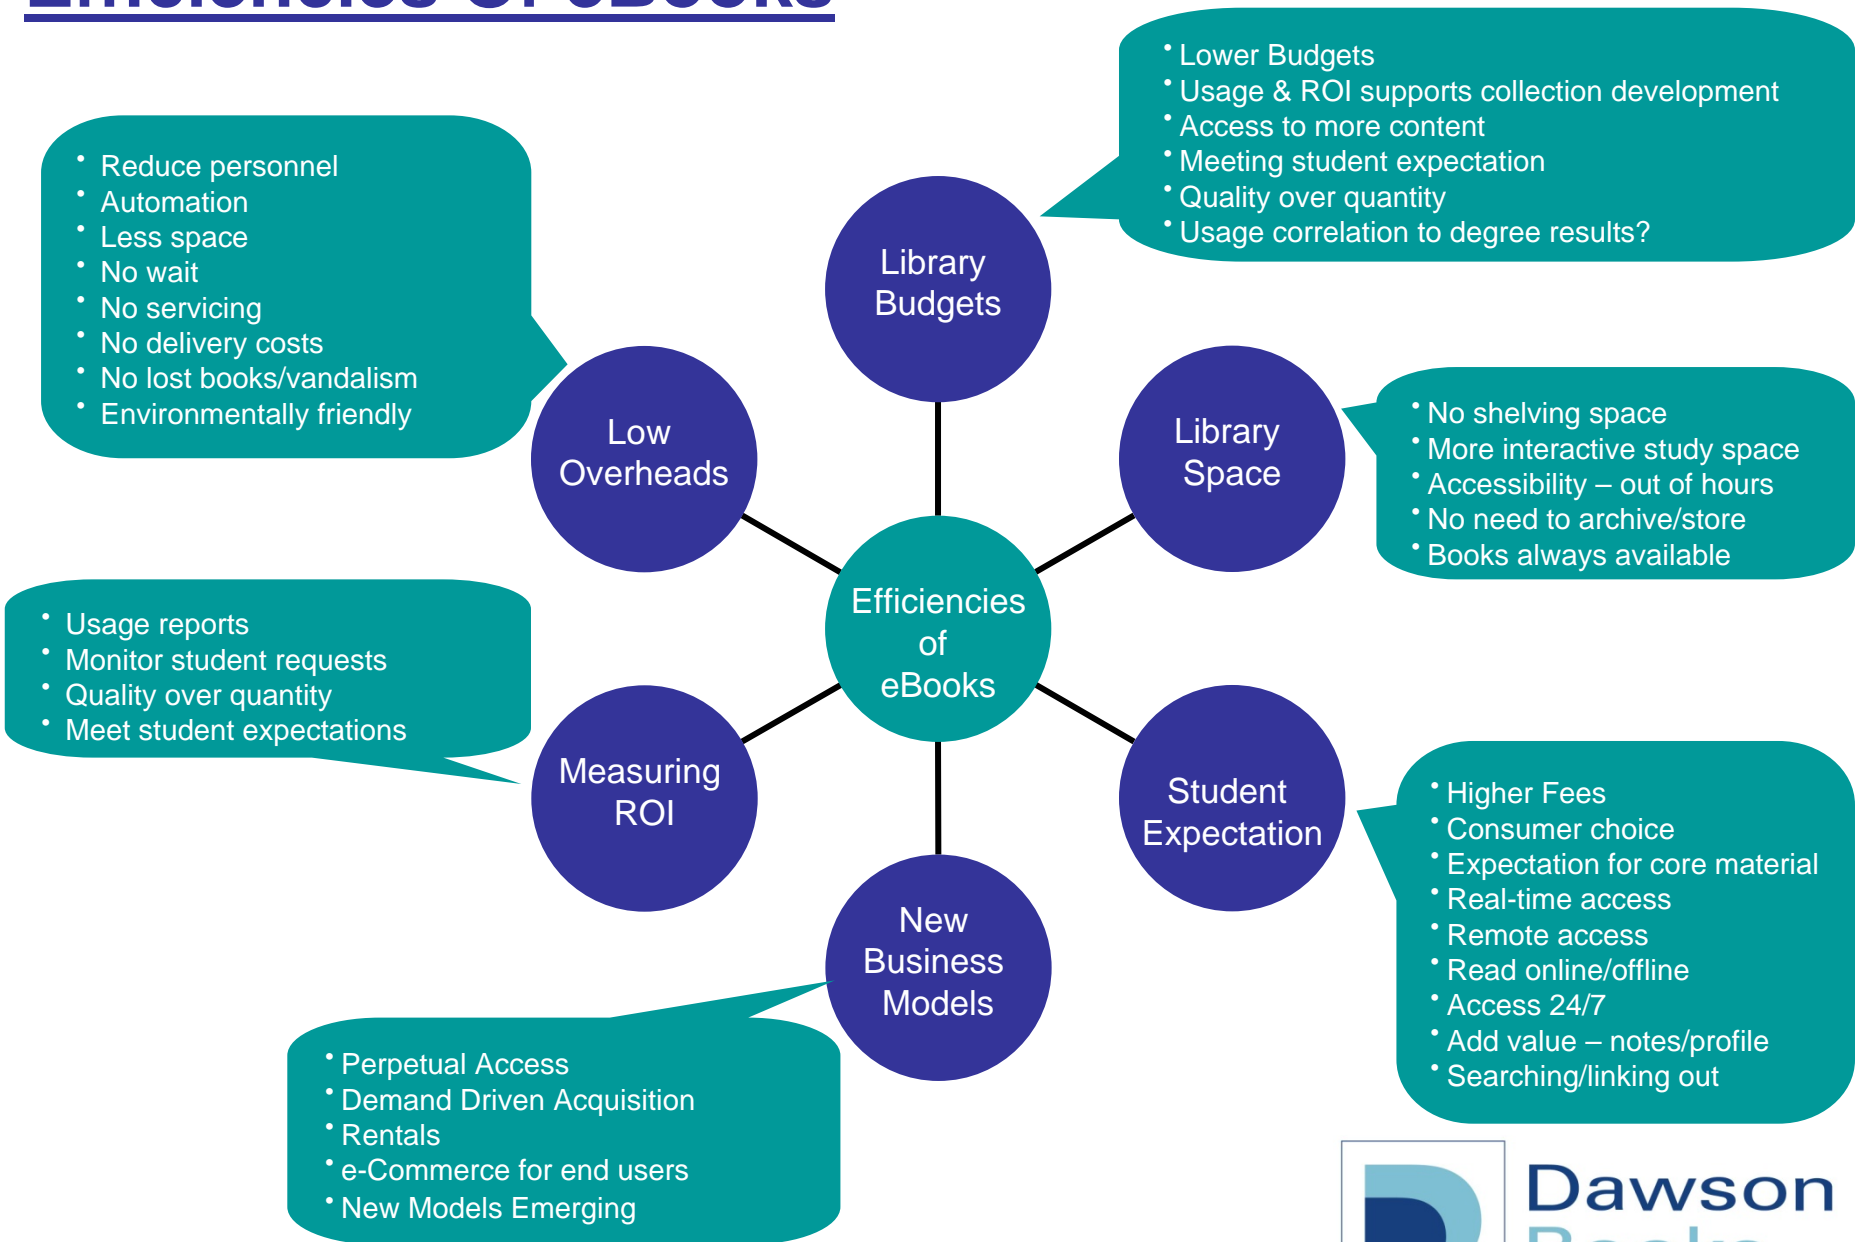 Efficiencies Of eBooks
• Lower Budgets
• Usage & ROI supports collection development
• Access to more content
• Meeting student expectation
• Quality over quantity
• Usage correlation to degree results?
• Reduce personnel
• Automation
• Less space
• No wait
• No servicing
• No delivery costs
• No lost books/vandalism
• Environmentally friendly
Library
Budgets
Low
Overheads
Library
Space
• No shelving space
• More interactive study space
• Accessibility – out of hours
• No need to archive/store
• Books always available
Efficiencies
of
eBooks
• Usage reports
• Monitor student requests
• Quality over quantity
• Meet student expectations
Measuring
ROI
Student
Expectation
• Higher Fees
• Consumer choice
• Expectation for core material
• Real-time access
• Remote access
• Read online/offline
• Access 24/7
• Add value – notes/profile
• Searching/linking out
New
Business
Models
• Perpetual Access
• Demand Driven Acquisition
• Rentals
• e-Commerce for end users
• New Models Emerging
Dawson
Books